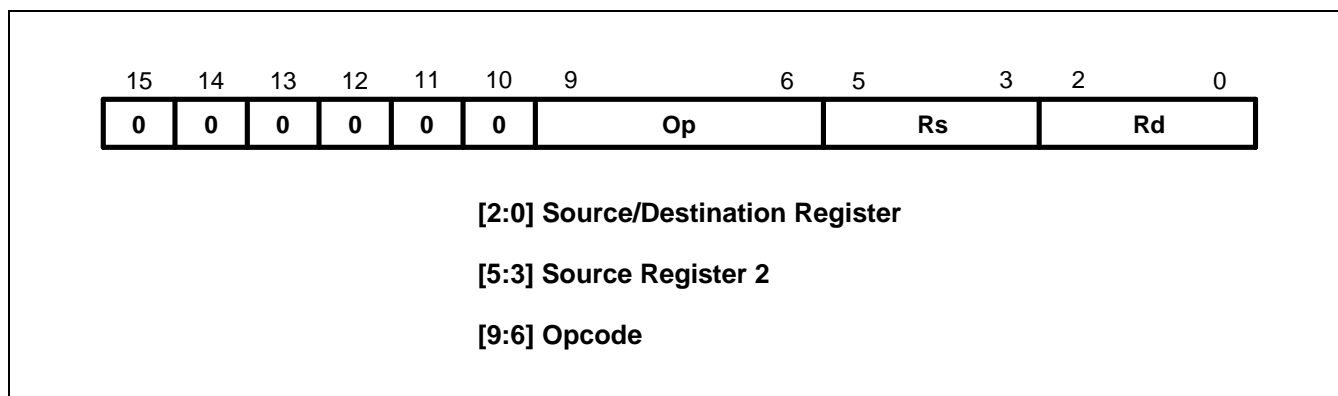 15 14 13 12 11 10 9 6 5 3 2 0
0 0 0 0 0 0 Op Rs Rd
[2:0] Source/Destination Register
[5:3] Source Register 2
[9:6] Opcode